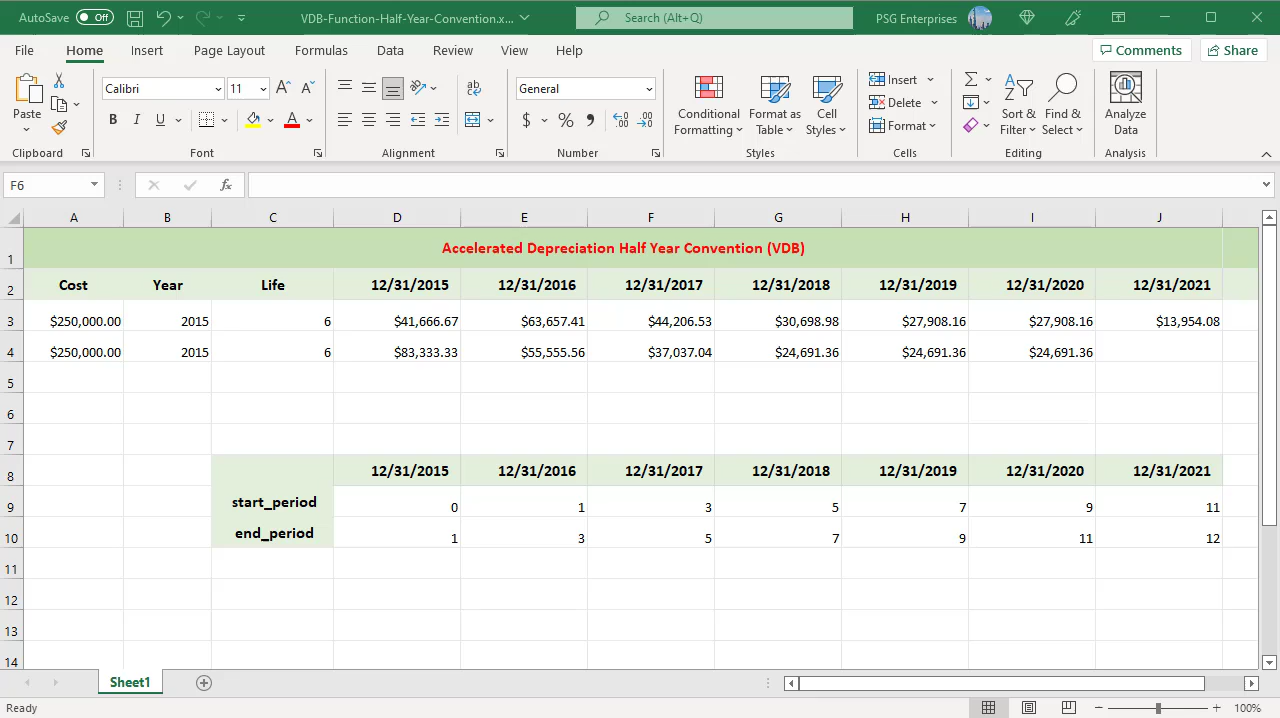 AutoSave Off VDB-Function-Half-Year-Convention.x... Search (Alt+Q) PSG Enterprises
File Home Insert Page Layout Formulas Data Review View Help Comments Share
Paste
Clipboard
Calibri 11
B I U A
Font
ab
Alignment
General
$ % 9
Number
Conditional Formatting
Format as Table
Cell Styles
Styles
Insert
Delete
Format
Cells
Sort & Filter
Find & Select
Editing
Analyze Data
Analysis
F6 fx
A B C D E F G H I J
1 Accelerated Depreciation Half Year Convention (VDB)
2 Cost Year Life 12/31/2015 12/31/2016 12/31/2017 12/31/2018 12/31/2019 12/31/2020 12/31/2021
3 $250,000.00 2015 6 $41,666.67 $63,657.41 $44,206.53 $30,698.98 $27,908.16 $27,908.16 $13,954.08
4 $250,000.00 2015 6 $83,333.33 $55,555.56 $37,037.04 $24,691.36 $24,691.36 $24,691.36
5
6
7
8 12/31/2015 12/31/2016 12/31/2017 12/31/2018 12/31/2019 12/31/2020 12/31/2021
9 start_period 0 1 3 5 7 9 11
10 end_period 1 3 5 7 9 11 12
11
12
13
14
Sheet1
Ready 100%